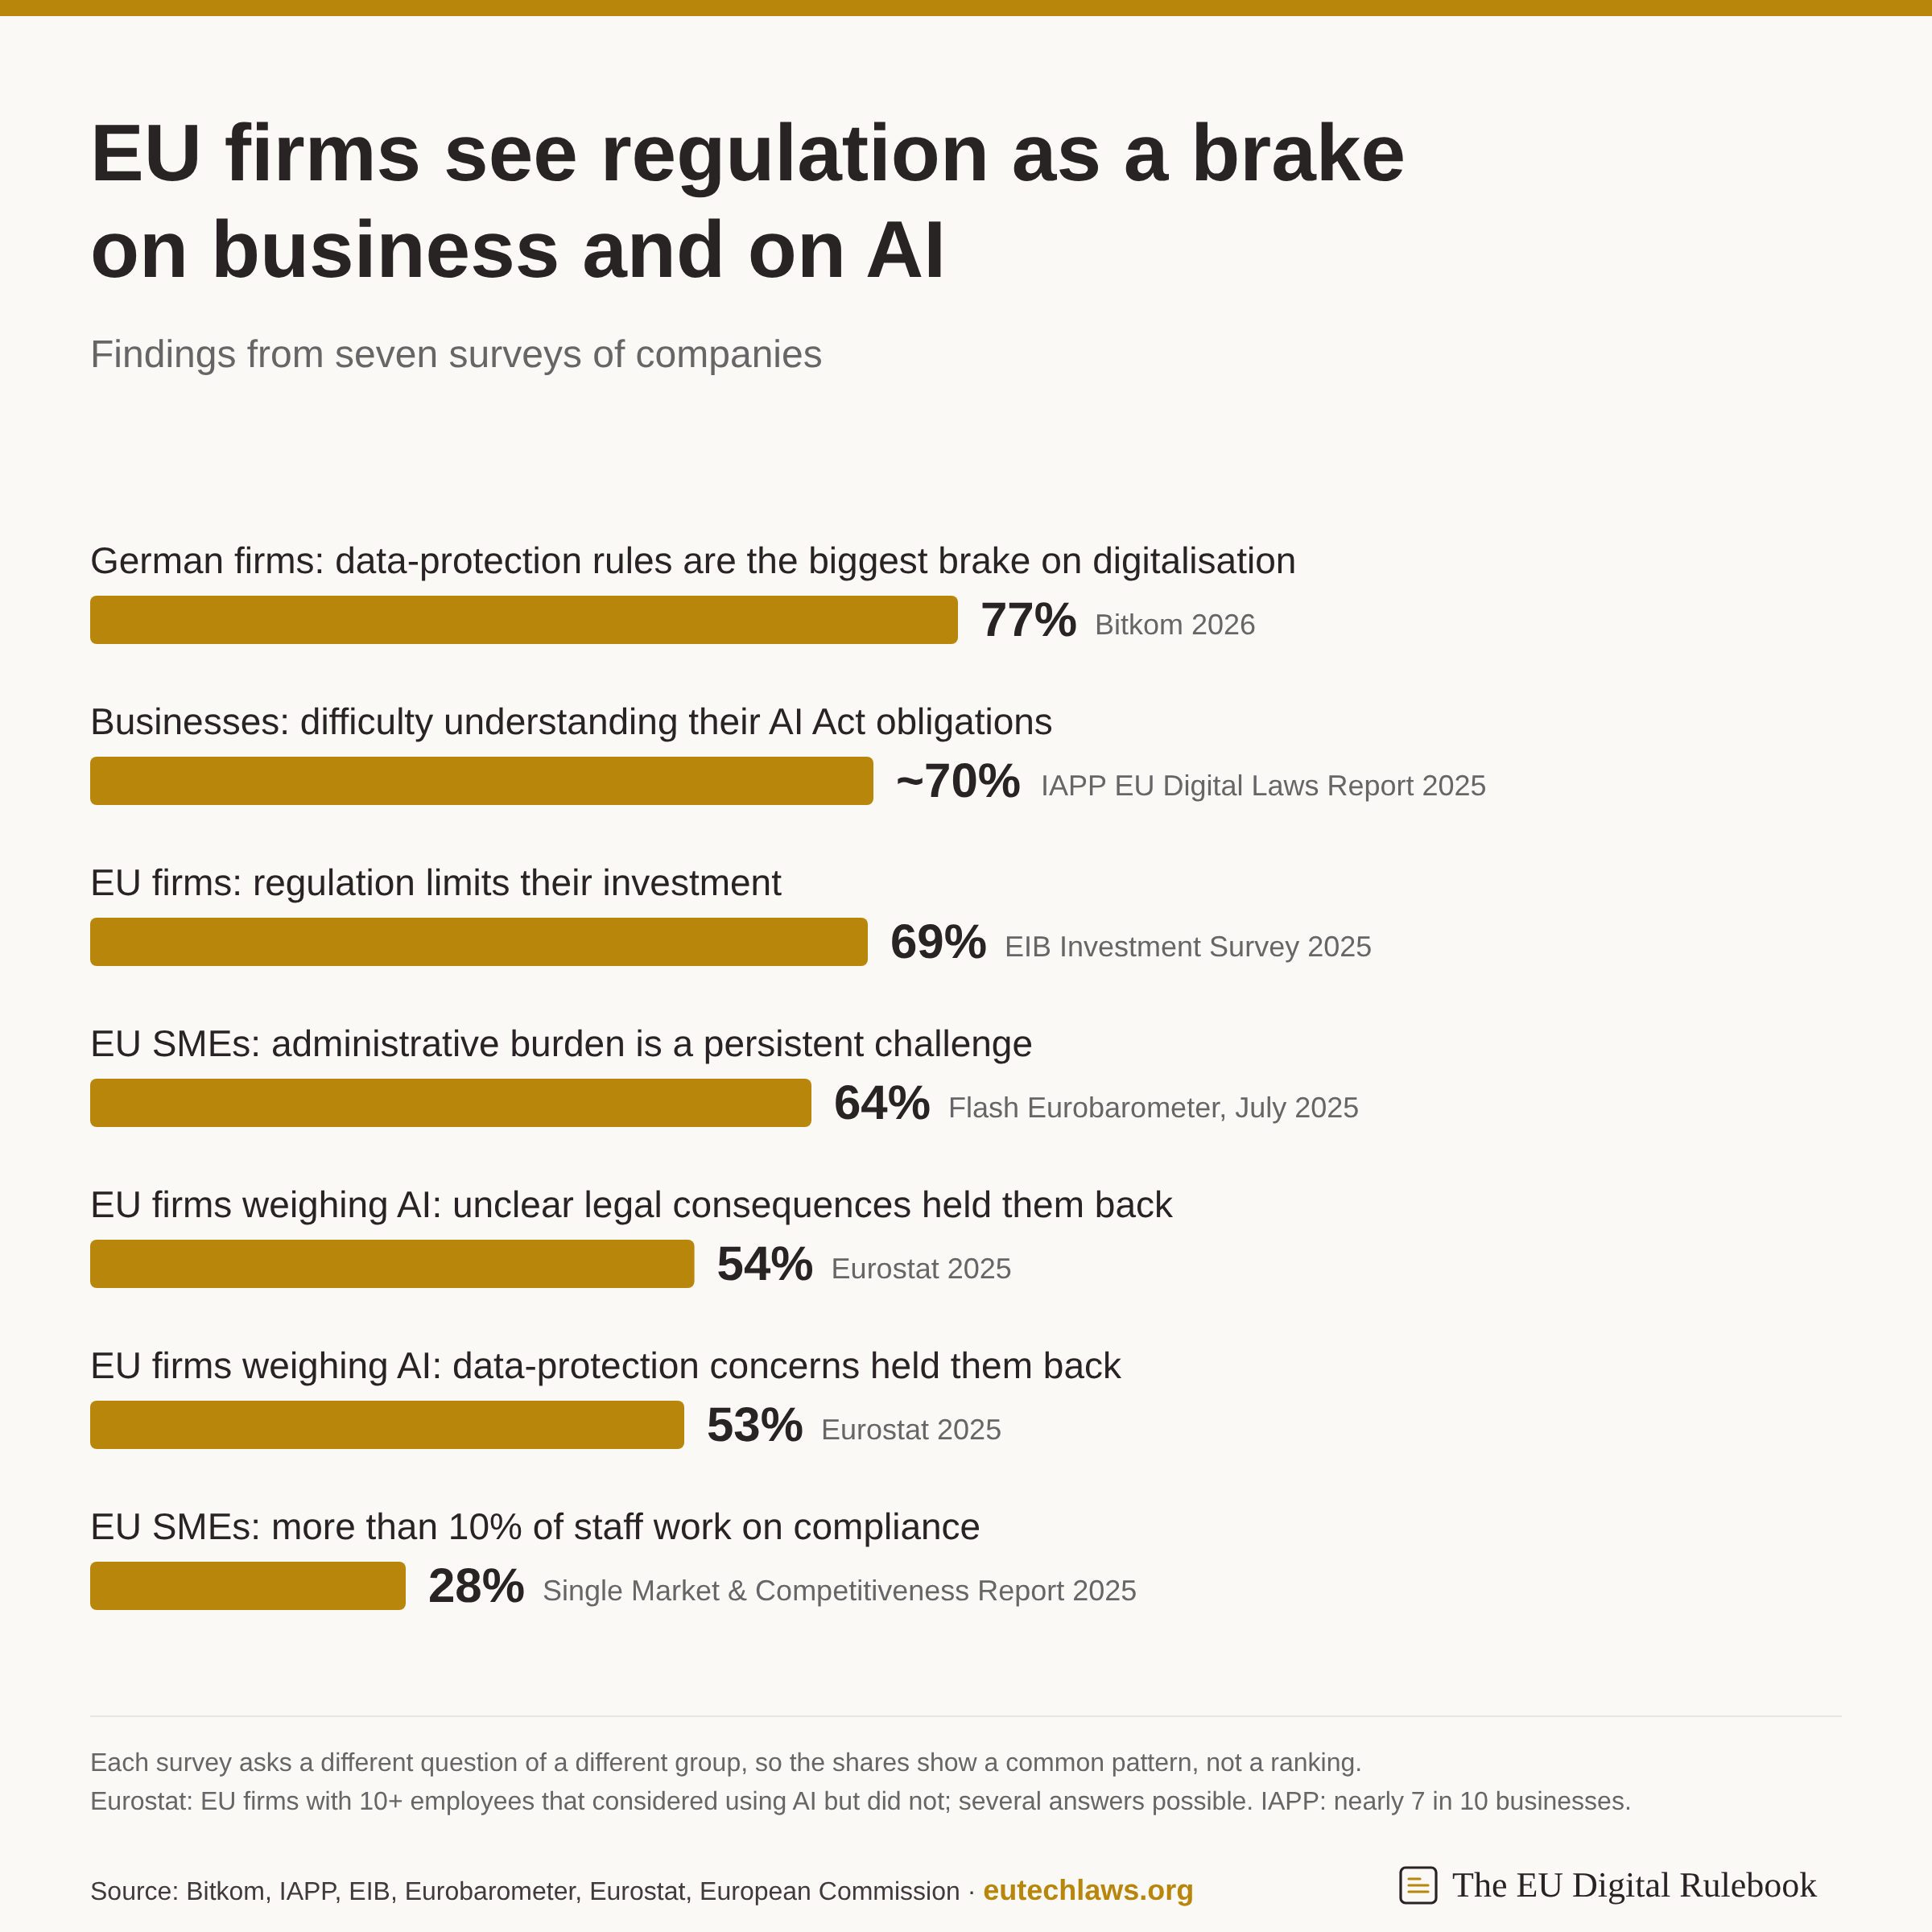 EU firms see regulation as a brake
on business and on AI
Findings from seven surveys of companies
German firms: data-protection rules are the biggest brake on digitalisation
77% Bitkom 2026
Businesses: difficulty understanding their AI Act obligations
~70% IAPP EU Digital Laws Report 2025
EU firms: regulation limits their investment
69% EIB Investment Survey 2025
EU SMEs: administrative burden is a persistent challenge
64% Flash Eurobarometer, July 2025
EU firms weighing AI: unclear legal consequences held them back
54% Eurostat 2025
EU firms weighing AI: data-protection concerns held them back
53% Eurostat 2025
EU SMEs: more than 10% of staff work on compliance
28% Single Market & Competitiveness Report 2025
Each survey asks a different question of a different group, so the shares show a common pattern, not a ranking.
Eurostat: EU firms with 10+ employees that considered using AI but did not; several answers possible. IAPP: nearly 7 in 10 businesses.
Source: Bitkom, IAPP, EIB, Eurobarometer, Eurostat, European Commission · eutechlaws.org
The EU Digital Rulebook